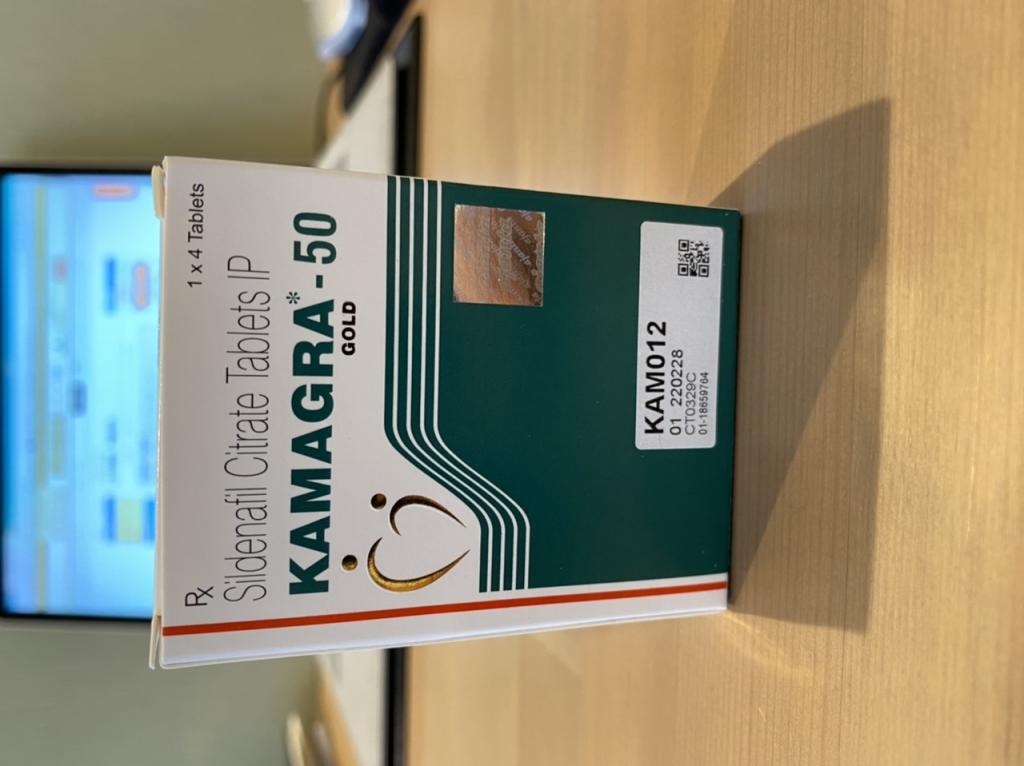 Rx
1 x 4 Tablets
Sildenafil Citrate Tablets IP
KAMAGRA* - 50
GOLD
KAM012
01 220228
CT0329C
01-18659764